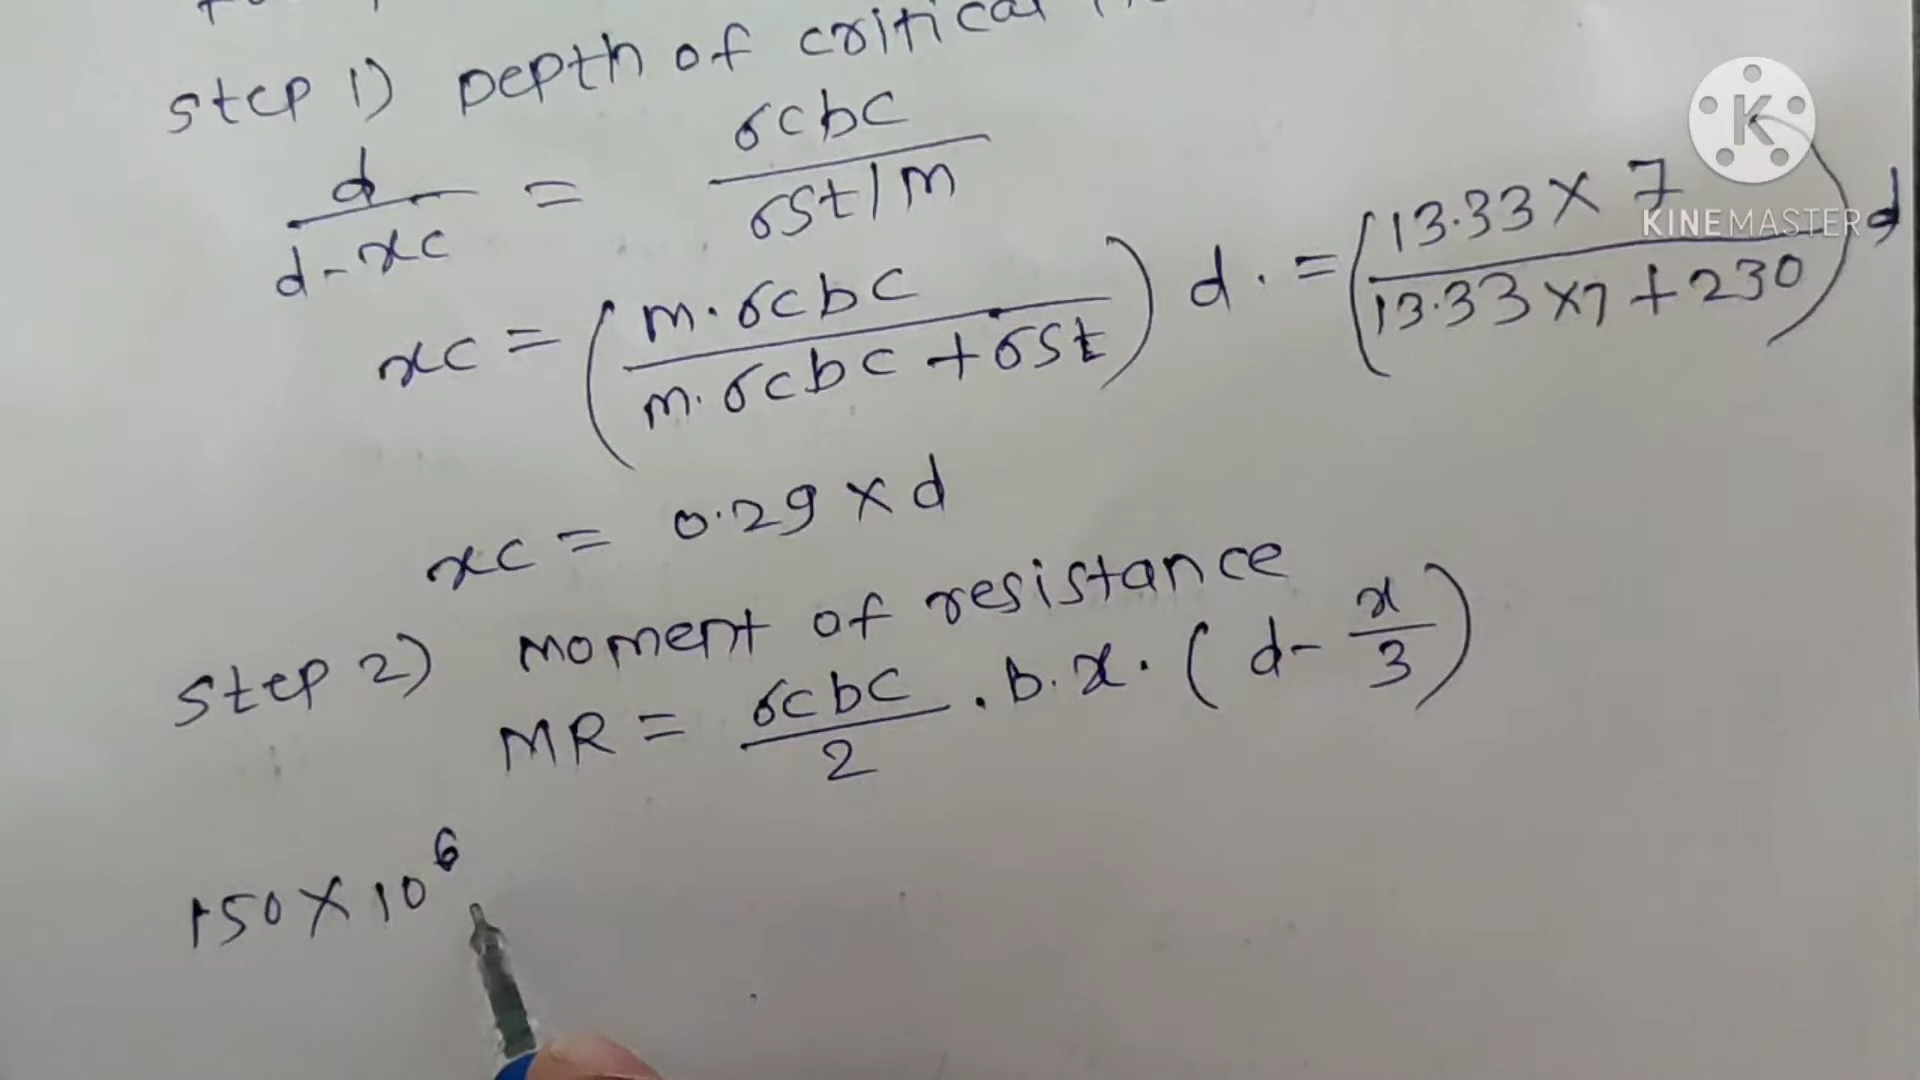 step 1) Depth of critical
d / d-xc = σcbc / σst/m
xc = (m.σcbc / m.σcbc + σst) d. = (13.33 x 7 / 13.33 x 7 + 230) d
xc = 0.29 x d
step 2) moment of resistance
MR = σcbc / 2 . b.x. (d - x/3)
150 x 10^6
K
KINEMASTER